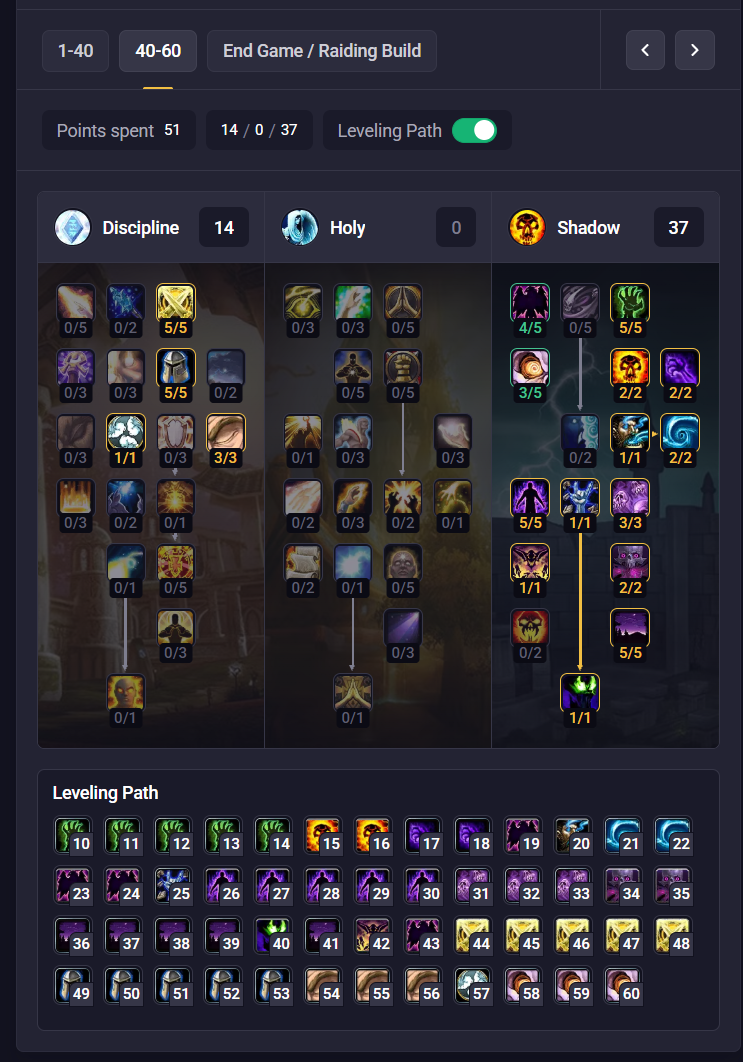 1-40 40-60 End Game / Raiding Build
Points spent 51 14 / 0 / 37 Leveling Path
Discipline 14 Holy 0 Shadow 37
0/5 0/2 5/5 0/3 0/3 0/5 4/5 0/5 5/5
0/3 0/3 5/5 0/2 0/5 0/5 3/5 2/2 2/2
0/3 1/1 0/3 3/3 0/1 0/3 0/3 0/2 1/1 2/2
0/3 0/2 0/1 0/2 0/3 0/2 0/1 5/5 1/1 3/3
0/1 0/5 0/2 0/1 0/5 1/1 2/2
0/3 0/3 0/2 5/5
0/1 0/1 1/1
Leveling Path
10 11 12 13 14 15 16 17 18 19 20 21 22
23 24 25 26 27 28 29 30 31 32 33 34 35
36 37 38 39 40 41 42 43 44 45 46 47 48
49 50 51 52 53 54 55 56 57 58 59 60